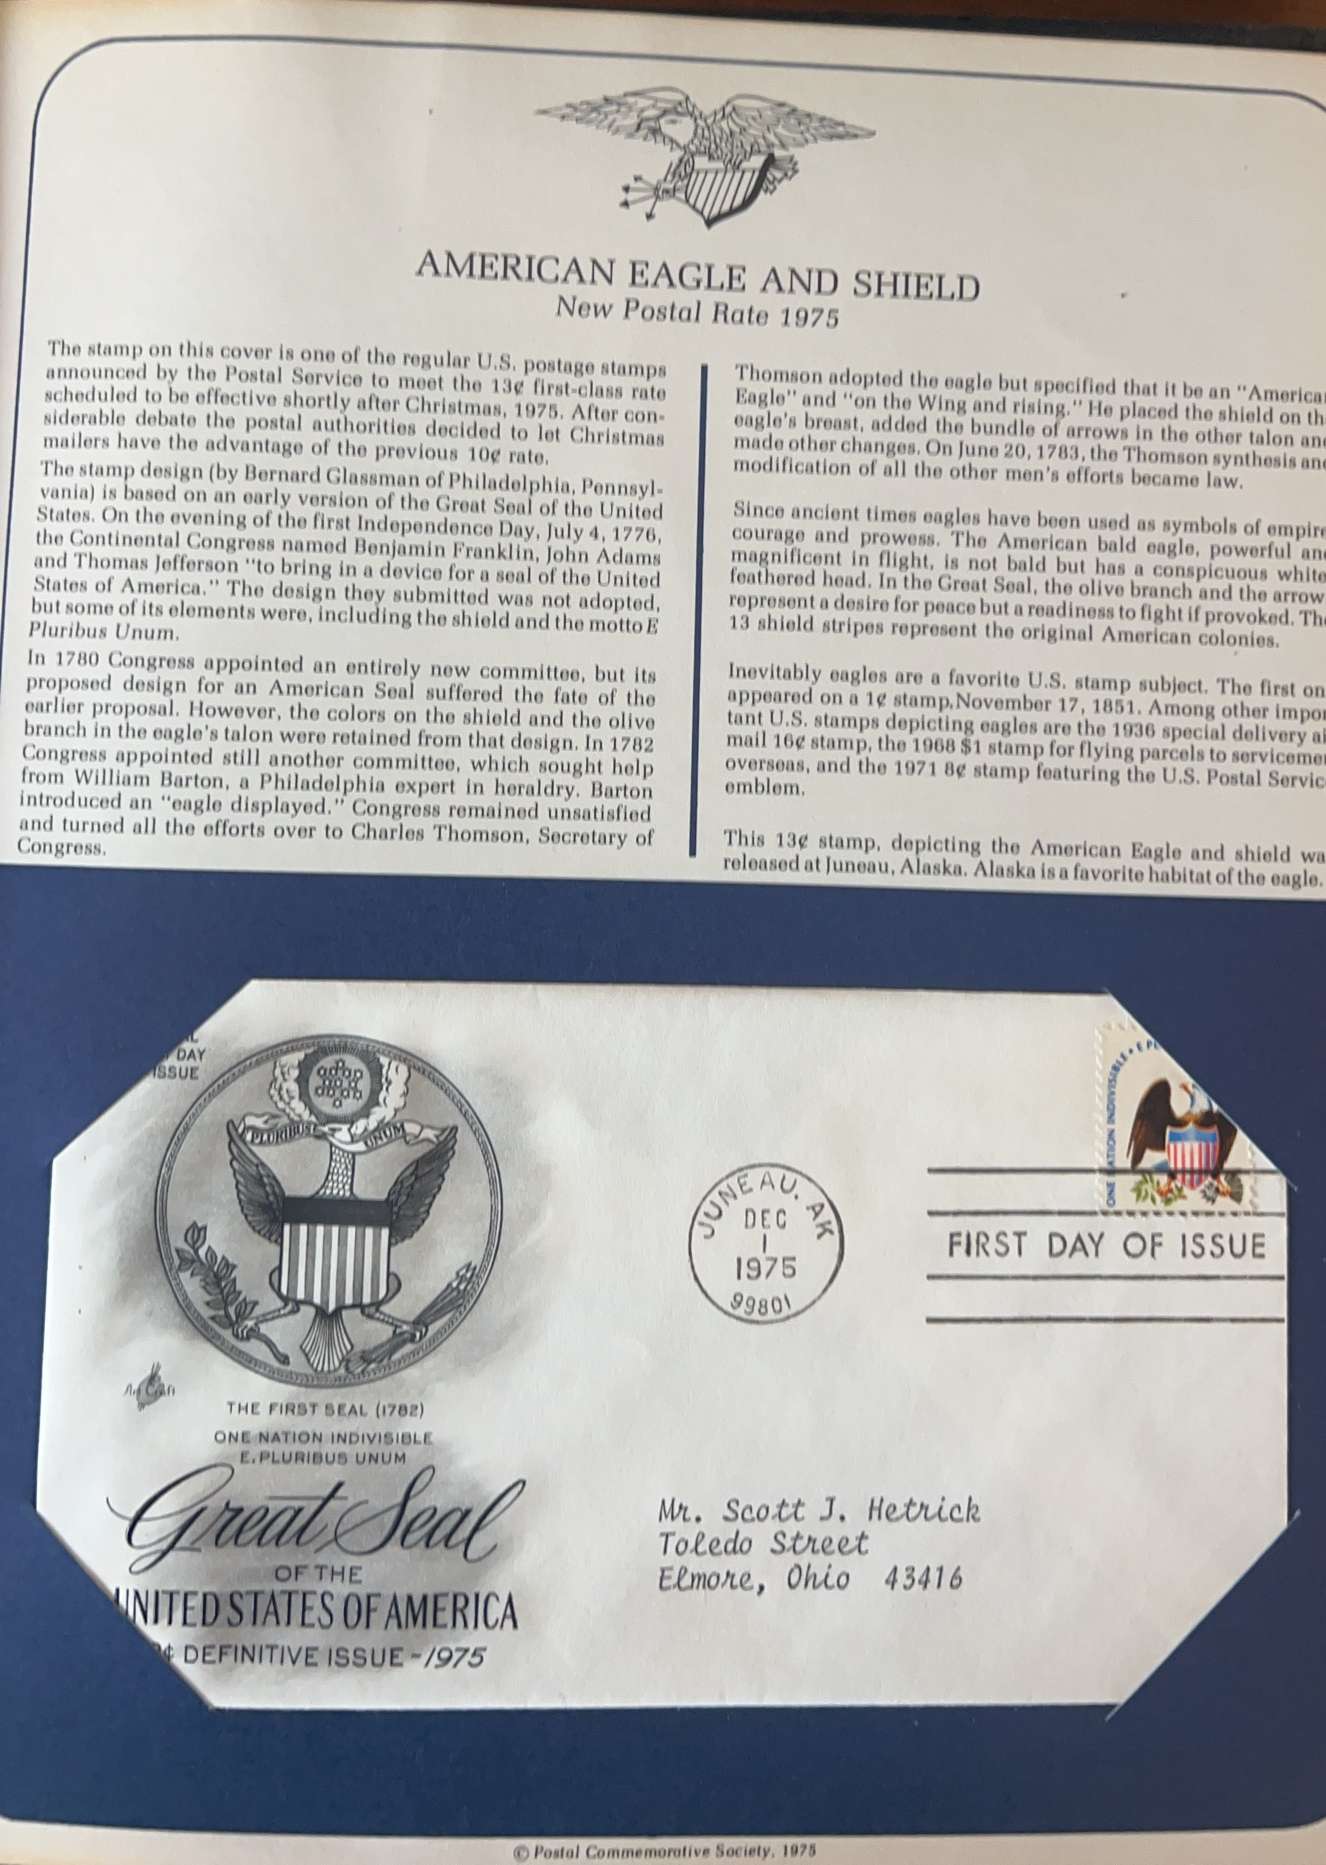 AMERICAN EAGLE AND SHIELD
New Postal Rate 1975
The stamp on this cover is one of the regular U.S. postage stamps
announced by the Postal Service to meet the 13¢ first-class rate
scheduled to be effective shortly after Christmas, 1975. After con-
siderable debate the postal authorities decided to let Christmas
mailers have the advantage of the previous 10¢ rate.
The stamp design (by Bernard Glassman of Philadelphia, Pennsyl-
vania) is based on an early version of the Great Seal of the United
States. On the evening of the first Independence Day, July 4, 1776,
the Continental Congress named Benjamin Franklin, John Adams
and Thomas Jefferson "to bring in a device for a seal of the United
States of America." The design they submitted was not adopted,
but some of its elements were, including the shield and the motto E
Pluribus Unum.
In 1780 Congress appointed an entirely new committee, but its
proposed design for an American Seal suffered the fate of the
earlier proposal. However, the colors on the shield and the olive
branch in the eagle's talon were retained from that design. In 1782
Congress appointed still another committee, which sought help
from William Barton, a Philadelphia expert in heraldry. Barton
introduced an "eagle displayed." Congress remained unsatisfied
and turned all the efforts over to Charles Thomson, Secretary of
Congress.
Thomson adopted the eagle but specified that it be an "America
Eagle" and "on the Wing and rising." He placed the shield on th
eagle's breast, added the bundle of arrows in the other talon an
made other changes. On June 20, 1783, the Thomson synthesis an
modification of all the other men's efforts became law.
Since ancient times eagles have been used as symbols of empire
courage and prowess. The American bald eagle, powerful an
magnificent in flight, is not bald but has a conspicuous white
feathered head. In the Great Seal, the olive branch and the arrow
represent a desire for peace but a readiness to fight if provoked. Th
13 shield stripes represent the original American colonies.
Inevitably eagles are a favorite U.S. stamp subject. The first on
appeared on a 1¢ stamp, November 17, 1851. Among other impor
tant U.S. stamps depicting eagles are the 1936 special delivery ai
mail 16¢ stamp, the 1968 $1 stamp for flying parcels to serviceme
overseas, and the 1971 8¢ stamp featuring the U.S. Postal Servic
emblem.
This 13¢ stamp, depicting the American Eagle and shield wa
released at Juneau, Alaska. Alaska is a favorite habitat of the eagle.
DAY
ISSUE
PLURIBUS UNUM
Art Craft
THE FIRST SEAL (1782)
ONE NATION INDIVISIBLE
E. PLURIBUS UNUM
Great Seal
OF THE
UNITED STATES OF AMERICA
¢ DEFINITIVE ISSUE ~1975
JUNEAU, AK
DEC
1
1975
99801
ONE NATION INDIVISIBLE • E PL
FIRST DAY OF ISSUE
Mr. Scott J. Hetrick
Toledo Street
Elmore, Ohio 43416
© Postal Commemorative Society, 1975